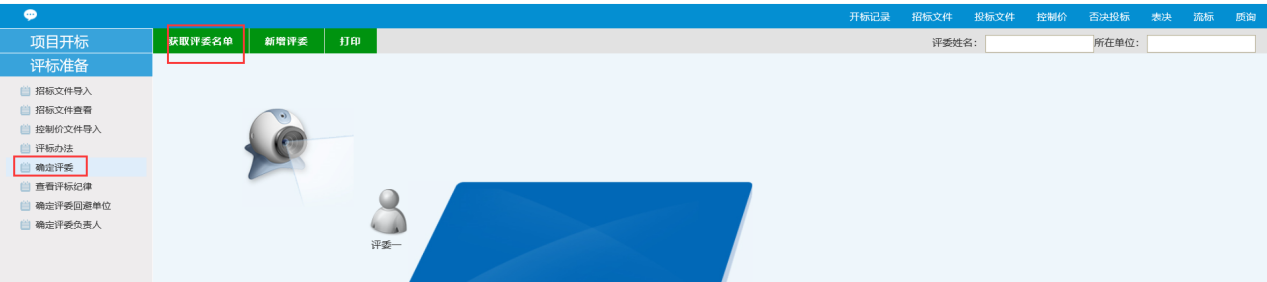 开标记录 招标文件 投标文件 控制价 否决投标 表决 流标 质询
项目开标
获取评委名单 新增评委 打印 评委姓名: 所在单位:
评标准备
招标文件导入
招标文件查看
控制价文件导入
评标办法
确定评委
查看评标纪律
确定评委回避单位
确定评委负责人
评委一